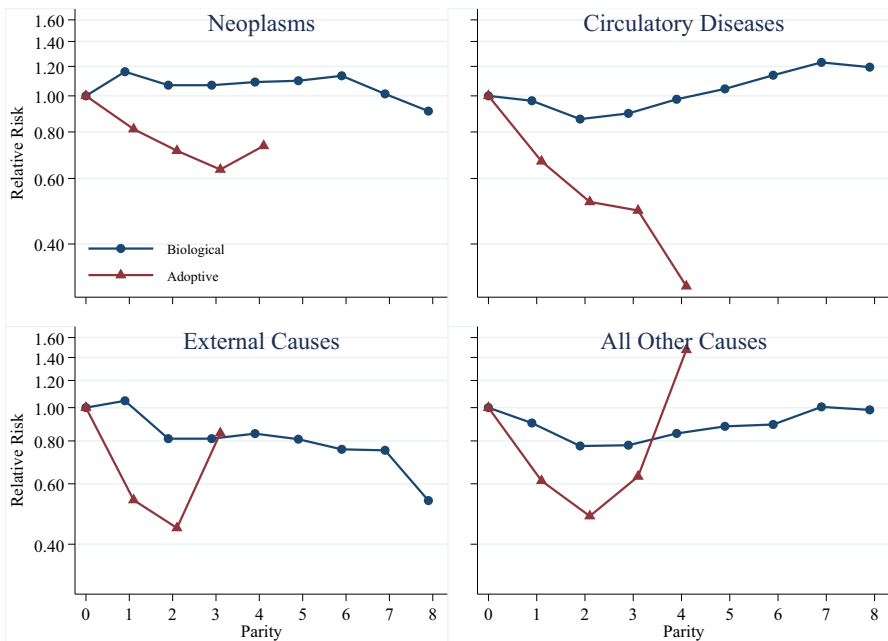 Neoplasms
Relative Risk
1.60
1.40
1.20
1.00
0.80
0.60
0.40
Biological
Adoptive
Circulatory Diseases
External Causes
Relative Risk
1.60
1.40
1.20
1.00
0.80
0.60
0.40
0 1 2 3 4 5 6 7 8
Parity
All Other Causes
0 1 2 3 4 5 6 7 8
Parity